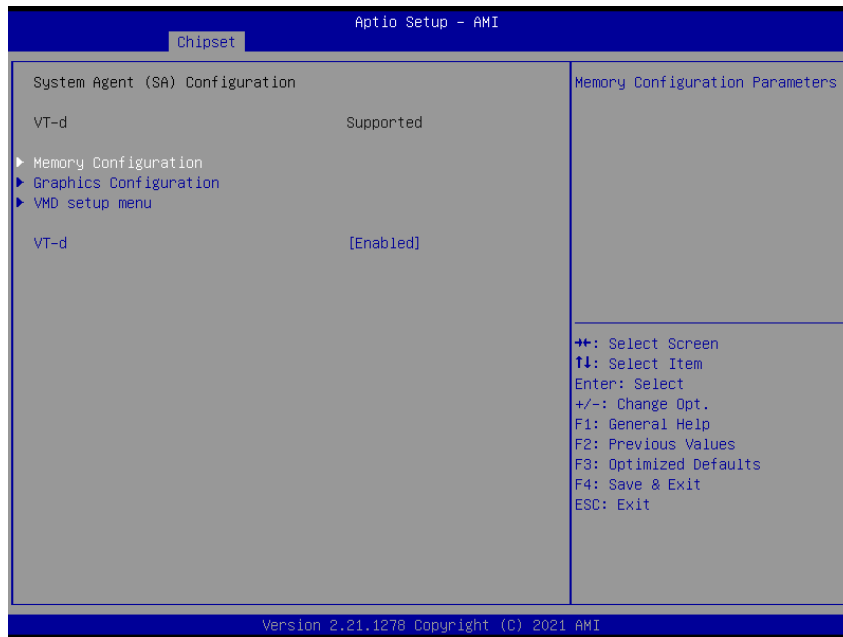 Aptio Setup – AMI
Chipset
System Agent (SA) Configuration
VT-d Supported
Memory Configuration
Graphics Configuration
VMD setup menu
VT-d [Enabled]
Memory Configuration Parameters
→←: Select Screen
↑↓: Select Item
Enter: Select
+/-: Change Opt.
F1: General Help
F2: Previous Values
F3: Optimized Defaults
F4: Save & Exit
ESC: Exit
Version 2.21.1278 Copyright (C) 2021 AMI